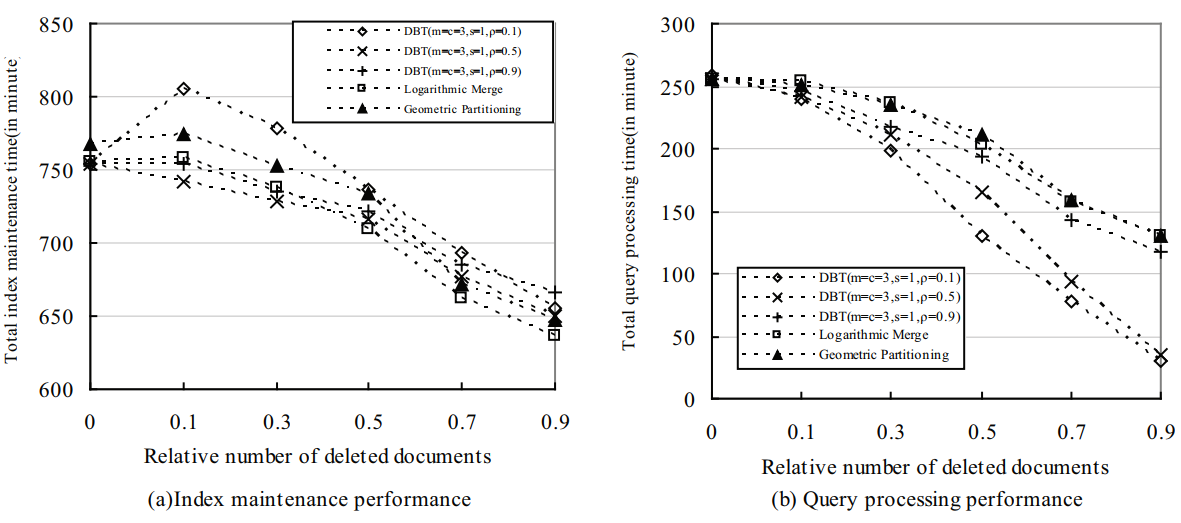 850
800
750
700
650
600
Total index maintenance time(in minute)
DBT(m=c=3,s=1,ρ=0.1)
DBT(m=c=3,s=1,ρ=0.5)
DBT(m=c=3,s=1,ρ=0.9)
Logarithmic Merge
Geometric Partitioning
0 0.1 0.3 0.5 0.7 0.9
Relative number of deleted documents
(a)Index maintenance performance
300
250
200
150
100
50
0
Total query processing time(in minute)
DBT(m=c=3,s=1,ρ=0.1)
DBT(m=c=3,s=1,ρ=0.5)
DBT(m=c=3,s=1,ρ=0.9)
Logarithmic Merge
Geometric Partitioning
0 0.1 0.3 0.5 0.7 0.9
Relative number of deleted documents
(b) Query processing performance